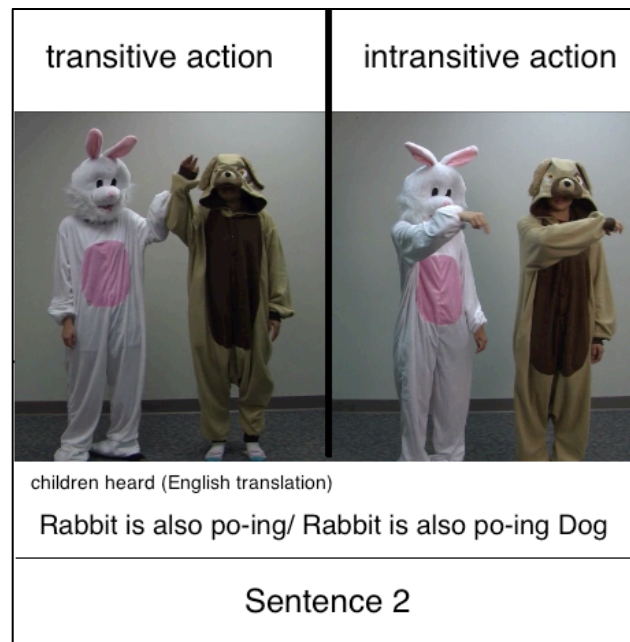 transitive action
intransitive action
children heard (English translation)
Rabbit is also po-ing/ Rabbit is also po-ing Dog
Sentence 2